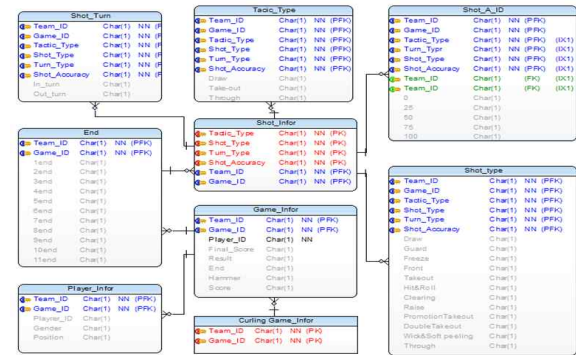 Shot_Turn
Team_ID Char(1) NN (PF
Game_ID Char(1) NN (PF
Tactic_Type Char(1) NN (P
Shot_Type Char(1) NN (P
Turn_Type Char(1) NN (P
Shot_Accuracy Char(1) NN (P
In_turn Char(1)
Out_turn Char(1)
Tacic_Type
Team_ID Char(1) NN (PFK)
Game_ID Char(1) NN (PFK)
Tactic_Type Char(1) NN (PFK)
Shot_Type Char(1) NN (PFK)
Turn_Type Char(1) NN (PFK)
Shot_Accuracy Char(1) NN (PFK)
Draw Char(1)
Take-out Char(1)
Through Char(1)
Shot_A_ID
Team_ID Char(1) NN (PFK)
Game_ID Char(1) NN (PFK)
Tactic_Type Char(1) NN (PFK) (IX1)
Turn_Typr Char(1) NN (PFK) (IX1)
Shot_Type Char(1) NN (PFK) (IX1)
Shot_Accuracy Char(1) NN (PFK) (IX1)
Team_ID Char(1) (FK) (IX1)
Team_ID Char(1) (FK) (IX1)
0 Char(1)
25 Char(1)
50 Char(1)
75 Char(1)
100 Char(1)
End
Team_ID Char(1) NN (PFK)
Game_ID Char(1) NN (PFK)
1end Char(1)
2end Char(1)
3end Char(1)
4end Char(1)
5end Char(1)
6end Char(1)
7end Char(1)
8end Char(1)
9end Char(1)
10end Char(1)
11end Char(1)
Shot_Infor
Tactic_Type Char(1) NN (PK)
Shot_Type Char(1) NN (PK)
Turn_Type Char(1) NN (PK)
Shot_Accuracy Char(1) NN (PK)
Team_ID Char(1) NN (PFK)
Game_ID Char(1) NN (PFK)
Shot_type
Team_ID Char(1) NN (PFK)
Game_ID Char(1) NN (PFK)
Tactic_Type Char(1) NN (PFK)
Shot_Type Char(1) NN (PFK)
Turn_Type Char(1) NN (PFK)
Shot_Accuracy Char(1) NN (PFK)
Draw Char(1)
Guard Char(1)
Freeze Char(1)
Front Char(1)
Takeout Char(1)
Hit&Roll Char(1)
Clearing Char(1)
Raise Char(1)
PromotionTakeout Char(1)
DoubleTakeout Char(1)
Wick&Soft peeling Char(1)
Through Char(1)
Game_Infor
Team_ID Char(1) NN (PFK)
Game_ID Char(1) NN (PFK)
Player_ID Char(1) NN
Final_Score Char(1)
Result Char(1)
End Char(1)
Hammer Char(1)
Score Char(1)
Player_Infor
Team_ID Char(1) NN (PFK)
Game_ID Char(1) NN (PFK)
Player_ID Char(1)
Gender Char(1)
Position Char(1)
Curling Game_Infor
Team_ID Char(1) NN (PK)
Game_ID Char(1) NN (PK)